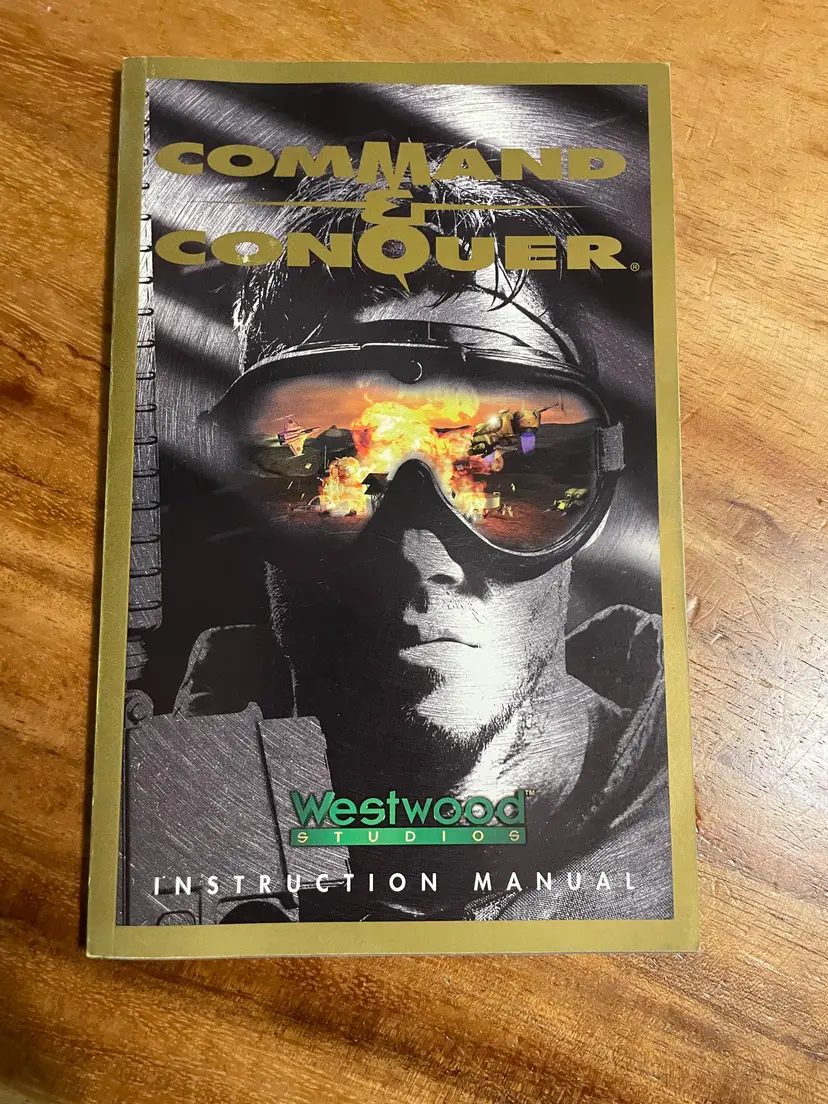 COMMAND
&
CONQUER®
Westwood™
STUDIOS
INSTRUCTION MANUAL